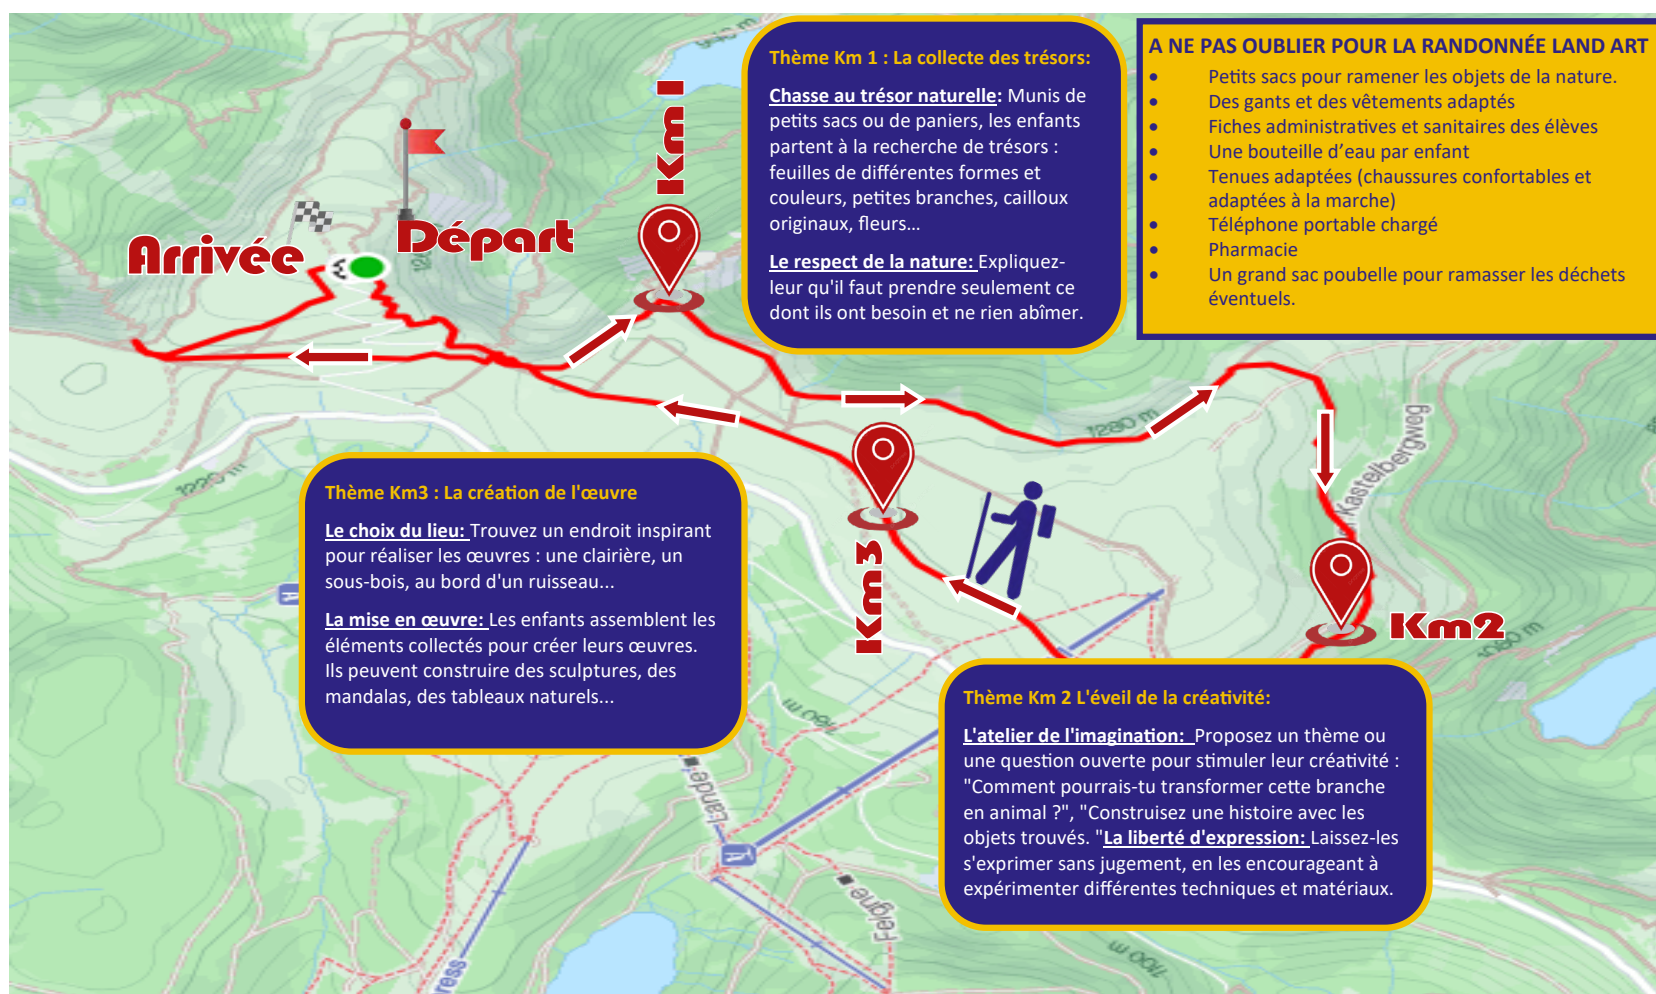 Thème Km 1 : La collecte des trésors:
Chasse au trésor naturelle: Munis de
petits sacs ou de paniers, les enfants
partent à la recherche de trésors :
feuilles de différentes formes et
couleurs, petites branches, cailloux
originaux, fleurs...
Le respect de la nature: Expliquez-
leur qu'il faut prendre seulement ce
dont ils ont besoin et ne rien abîmer.
A NE PAS OUBLIER POUR LA RANDONNÉE LAND ART
• Petits sacs pour ramener les objets de la nature.
• Des gants et des vêtements adaptés
• Fiches administratives et sanitaires des élèves
• Une bouteille d'eau par enfant
• Tenues adaptées (chaussures confortables et
adaptées à la marche)
• Téléphone portable chargé
• Pharmacie
• Un grand sac poubelle pour ramasser les déchets
éventuels.
Km1
Départ
Arrivée
1280 m
Kastelbergweg
1220 m
Thème Km3 : La création de l'œuvre
Le choix du lieu: Trouvez un endroit inspirant
pour réaliser les œuvres : une clairière, un
sous-bois, au bord d'un ruisseau...
La mise en œuvre: Les enfants assemblent les
éléments collectés pour créer leurs œuvres.
Ils peuvent construire des sculptures, des
mandalas, des tableaux naturels...
Km3
Km2
Thème Km 2 L'éveil de la créativité:
L'atelier de l'imagination: Proposez un thème ou
une question ouverte pour stimuler leur créativité :
"Comment pourrais-tu transformer cette branche
en animal ?", "Construisez une histoire avec les
objets trouvés. "La liberté d'expression: Laissez-les
s'exprimer sans jugement, en les encourageant à
expérimenter différentes techniques et matériaux.
Lande
Feigne
1100 m